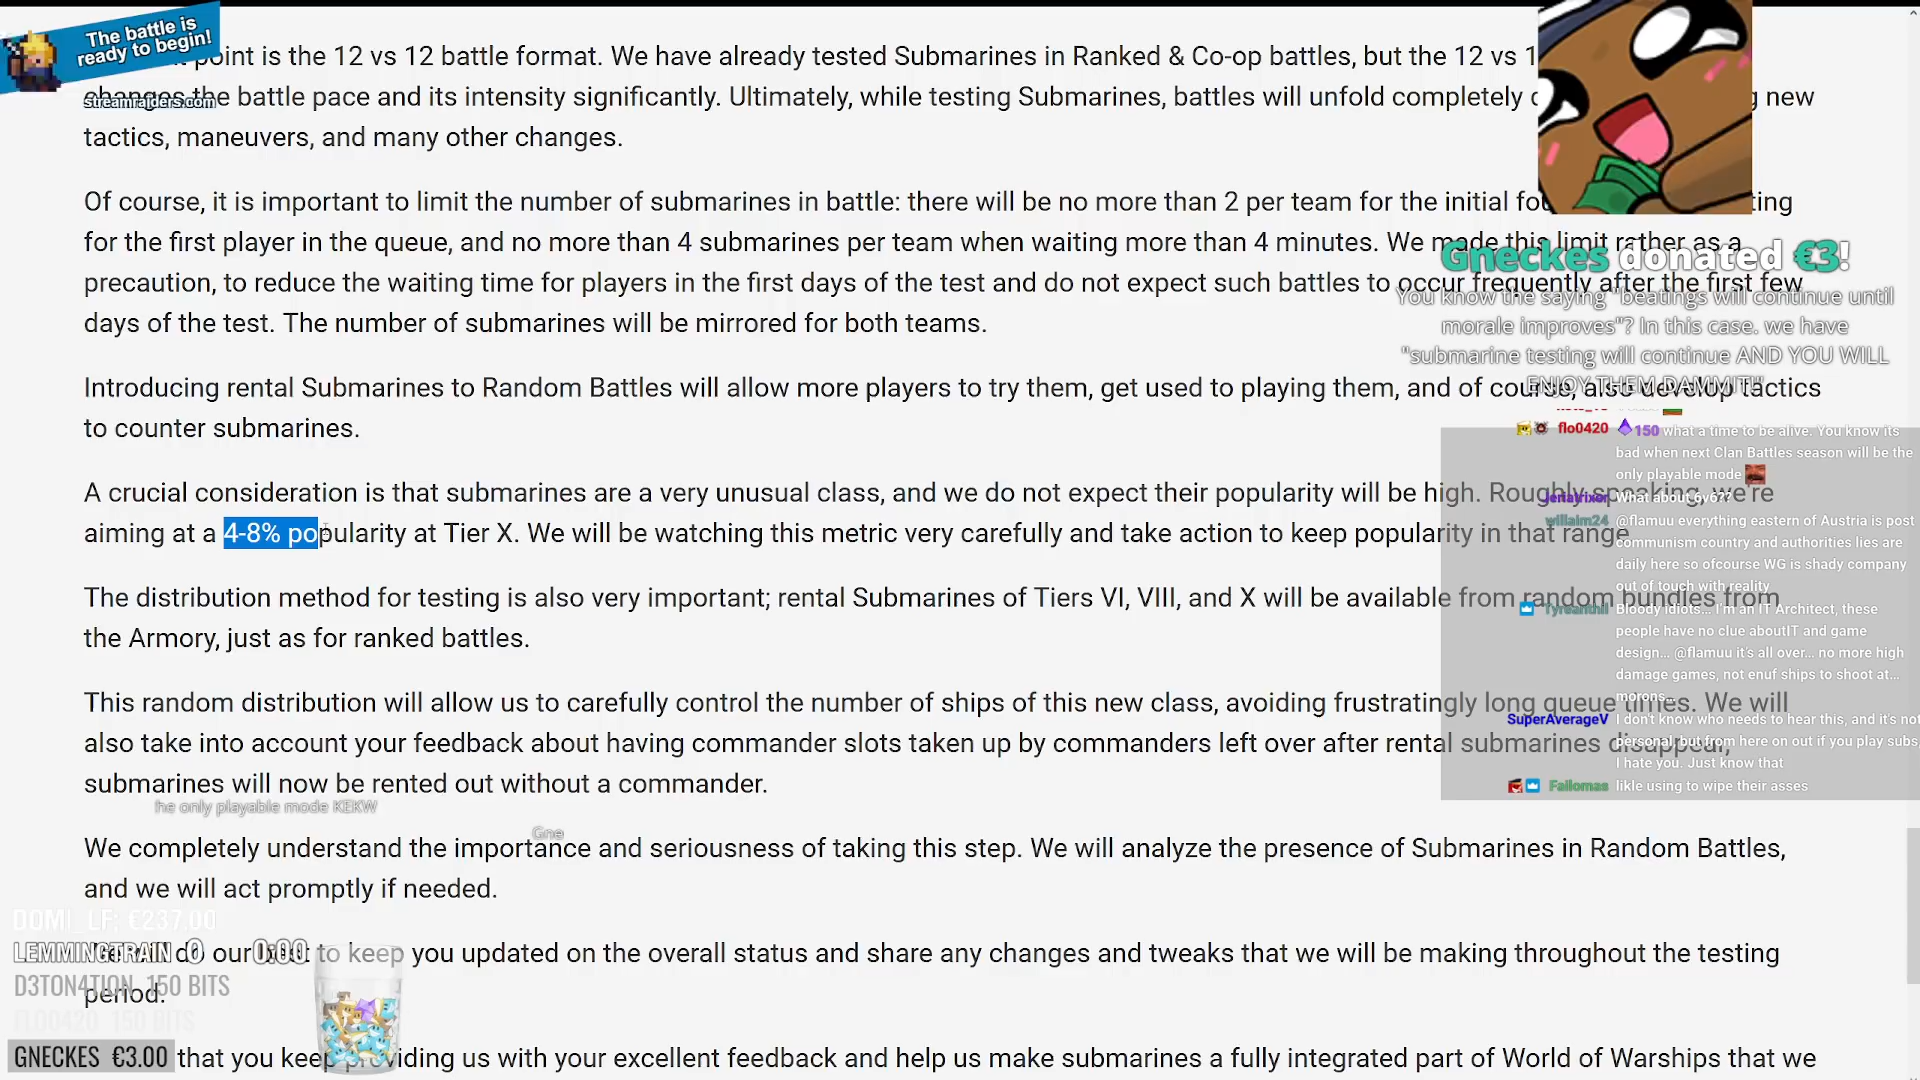 The battle is
ready to begin!
streamraiders.com
point is the 12 vs 12 battle format. We have already tested Submarines in Ranked & Co-op battles, but the 12 vs 1
changes the battle pace and its intensity significantly. Ultimately, while testing Submarines, battles will unfold completely new
tactics, maneuvers, and many other changes.
Of course, it is important to limit the number of submarines in battle: there will be no more than 2 per team for the initial
for the first player in the queue, and no more than 4 submarines per team when waiting more than 4 minutes. We made this limit rather as a
precaution, to reduce the waiting time for players in the first days of the test and do not expect such battles to occur frequently after the first few
days of the test. The number of submarines will be mirrored for both teams.
Introducing rental Submarines to Random Battles will allow more players to try them, get used to playing them, and of course, also develop tactics
to counter submarines.
A crucial consideration is that submarines are a very unusual class, and we do not expect their popularity will be high. Roughly speaking, we're
aiming at a 4-8% popularity at Tier X. We will be watching this metric very carefully and take action to keep popularity in that range
The distribution method for testing is also very important; rental Submarines of Tiers VI, VIII, and X will be available from random bundles from
the Armory, just as for ranked battles.
This random distribution will allow us to carefully control the number of ships of this new class, avoiding frustratingly long queue times. We will
also take into account your feedback about having commander slots taken up by commanders left over after rental submarines disappear,
submarines will now be rented out without a commander.
he only playable mode KEKW
Gne
We completely understand the importance and seriousness of taking this step. We will analyze the presence of Submarines in Random Battles,
and we will act promptly if needed.
do our best to keep you updated on the overall status and share any changes and tweaks that we will be making throughout the testing
period.
that you keep providing us with your excellent feedback and help us make submarines a fully integrated part of World of Warships that we
Gneckes donated €3!
You know the saying "beatings will continue until
morale improves"? In this case. we have
"submarine testing will continue AND YOU WILL
ENJOY THEM DAMMIT!"
flo0420 150 what a time to be alive. You know its
bad when next Clan Battles season will be the
only playable mode
Jenatrixor What about 6v6??
willaim24 @flamuu everything eastern of Austria is post
communism country and authorities lies are
daily here so ofcourse WG is shady company
out of touch with reality
Tyroanthil Bloody idiots... I'm an IT Architect, these
people have no clue aboutIT and game
design... @flamuu it's all over... no more high
damage games, not enuf ships to shoot at...
morons...
SuperAverageV I don't know who needs to hear this, and it's not
personal, but from here on out if you play subs,
I hate you. Just know that
Fallomas likle using to wipe their asses
DOMI_LF: €237.00
LEMMINGTRAIN 0 0:00
D3TON4TION 150 BITS
FLO0420 150 BITS
GNECKES €3.00